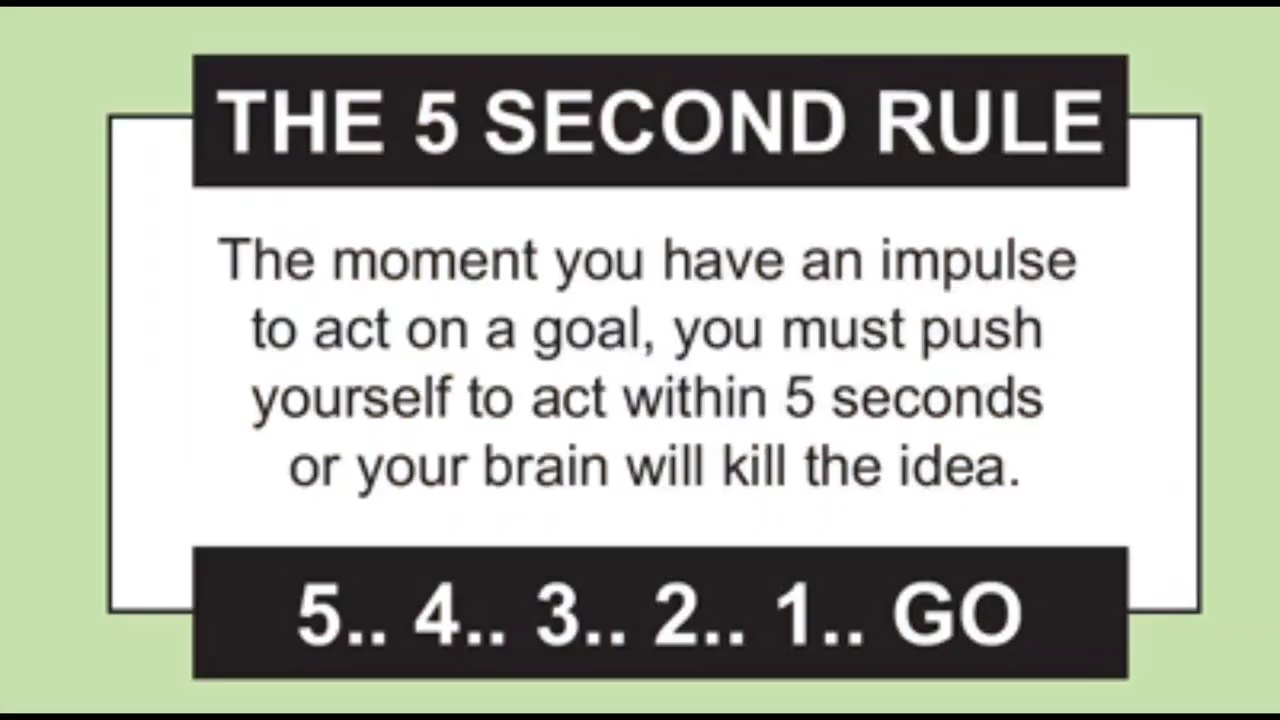 THE 5 SECOND RULE
The moment you have an impulse
to act on a goal, you must push
yourself to act within 5 seconds
or your brain will kill the idea.
5.. 4.. 3.. 2.. 1.. GO